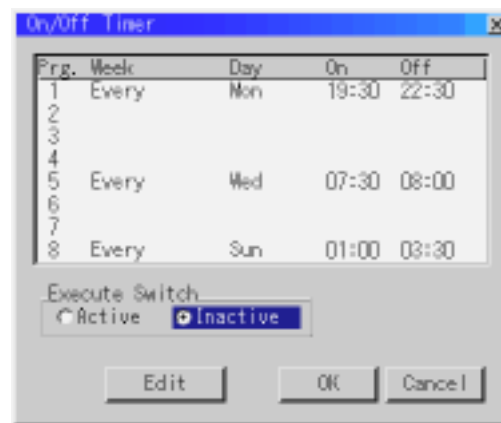 On/Off Timer
Prg. Week Day On Off
1 Every Mon 19:30 22:30
2
3
4
5 Every Wed 07:30 08:00
6
7
8 Every Sun 01:00 03:30
Execute Switch
Active Inactive
Edit OK Cancel